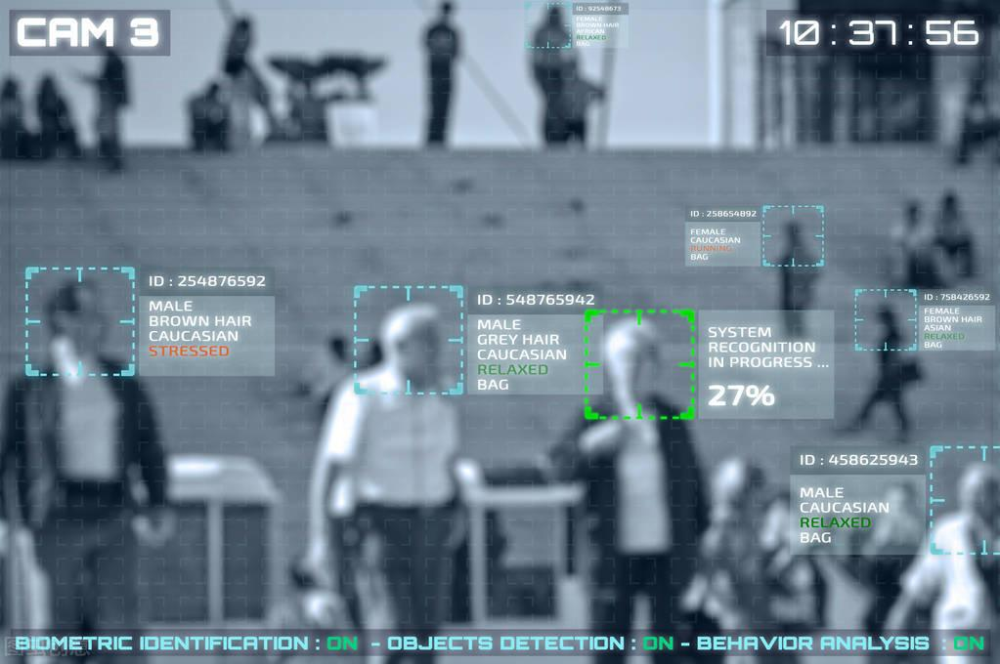 CAM 3
10 : 37 : 56
ID : 92548673
FEMALE
BROWN HAIR
AFRICAN
RELAXED
BAG
ID : 258654892
FEMALE
CAUCASIAN
RUNNING
BAG
ID : 254876592
MALE
BROWN HAIR
CAUCASIAN
STRESSED
ID : 548765942
MALE
GREY HAIR
CAUCASIAN
RELAXED
BAG
SYSTEM
RECOGNITION
IN PROGRESS ...
27%
ID : 758426592
FEMALE
BROWN HAIR
ASIAN
RELAXED
BAG
ID : 458625943
MALE
CAUCASIAN
RELAXED
BAG
BIOMETRIC IDENTIFICATION : ON - OBJECTS DETECTION : ON - BEHAVIOR ANALYSIS : ON